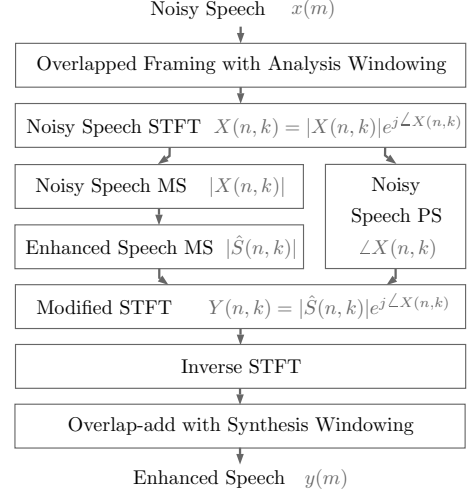 Noisy Speech x(m)
Overlapped Framing with Analysis Windowing
Noisy Speech STFT X(n, k) = |X(n, k)|e^{j∠X(n,k)}
Noisy Speech MS |X(n, k)|
Enhanced Speech MS |Ŝ(n, k)|
Noisy
Speech PS
∠X(n, k)
Modified STFT Y(n, k) = |Ŝ(n, k)|e^{j∠X(n,k)}
Inverse STFT
Overlap-add with Synthesis Windowing
Enhanced Speech y(m)